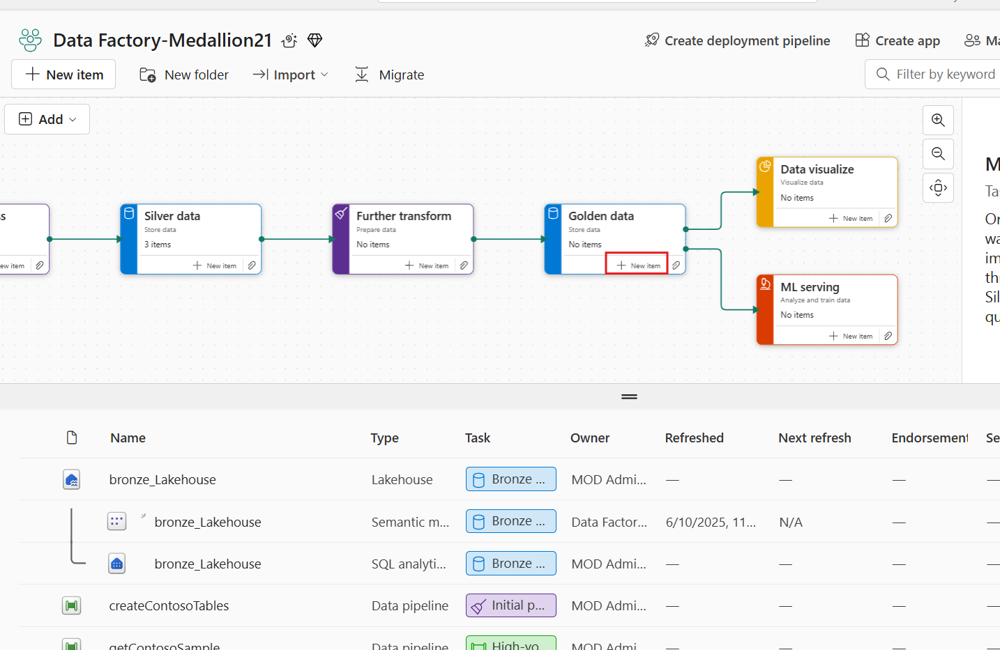 Data Factory-Medallion21
Create deployment pipeline
Create app
Ma
New item
New folder
Import
Migrate
Filter by keyword
Add
s
ew item
Silver data
Store data
3 items
New item
Further transform
Prepare data
No items
New item
Golden data
Store data
No items
New item
Data visualize
Visualize data
No items
New item
ML serving
Analyze and train data
No items
New item
M
Tas
Or
wa
im
thr
Sil
qu
Name Type Task Owner Refreshed Next refresh Endorsement Se
bronze_Lakehouse Lakehouse Bronze ... MOD Admi... — — — —
bronze_Lakehouse Semantic m... Bronze ... Data Factor... 6/10/2025, 11... N/A — —
bronze_Lakehouse SQL analyti... Bronze ... MOD Admi... — — — —
createContosoTables Data pipeline Initial p... MOD Admi... — — — —
getContosoSample Data pipeline High-vo MOD Admi — — — —